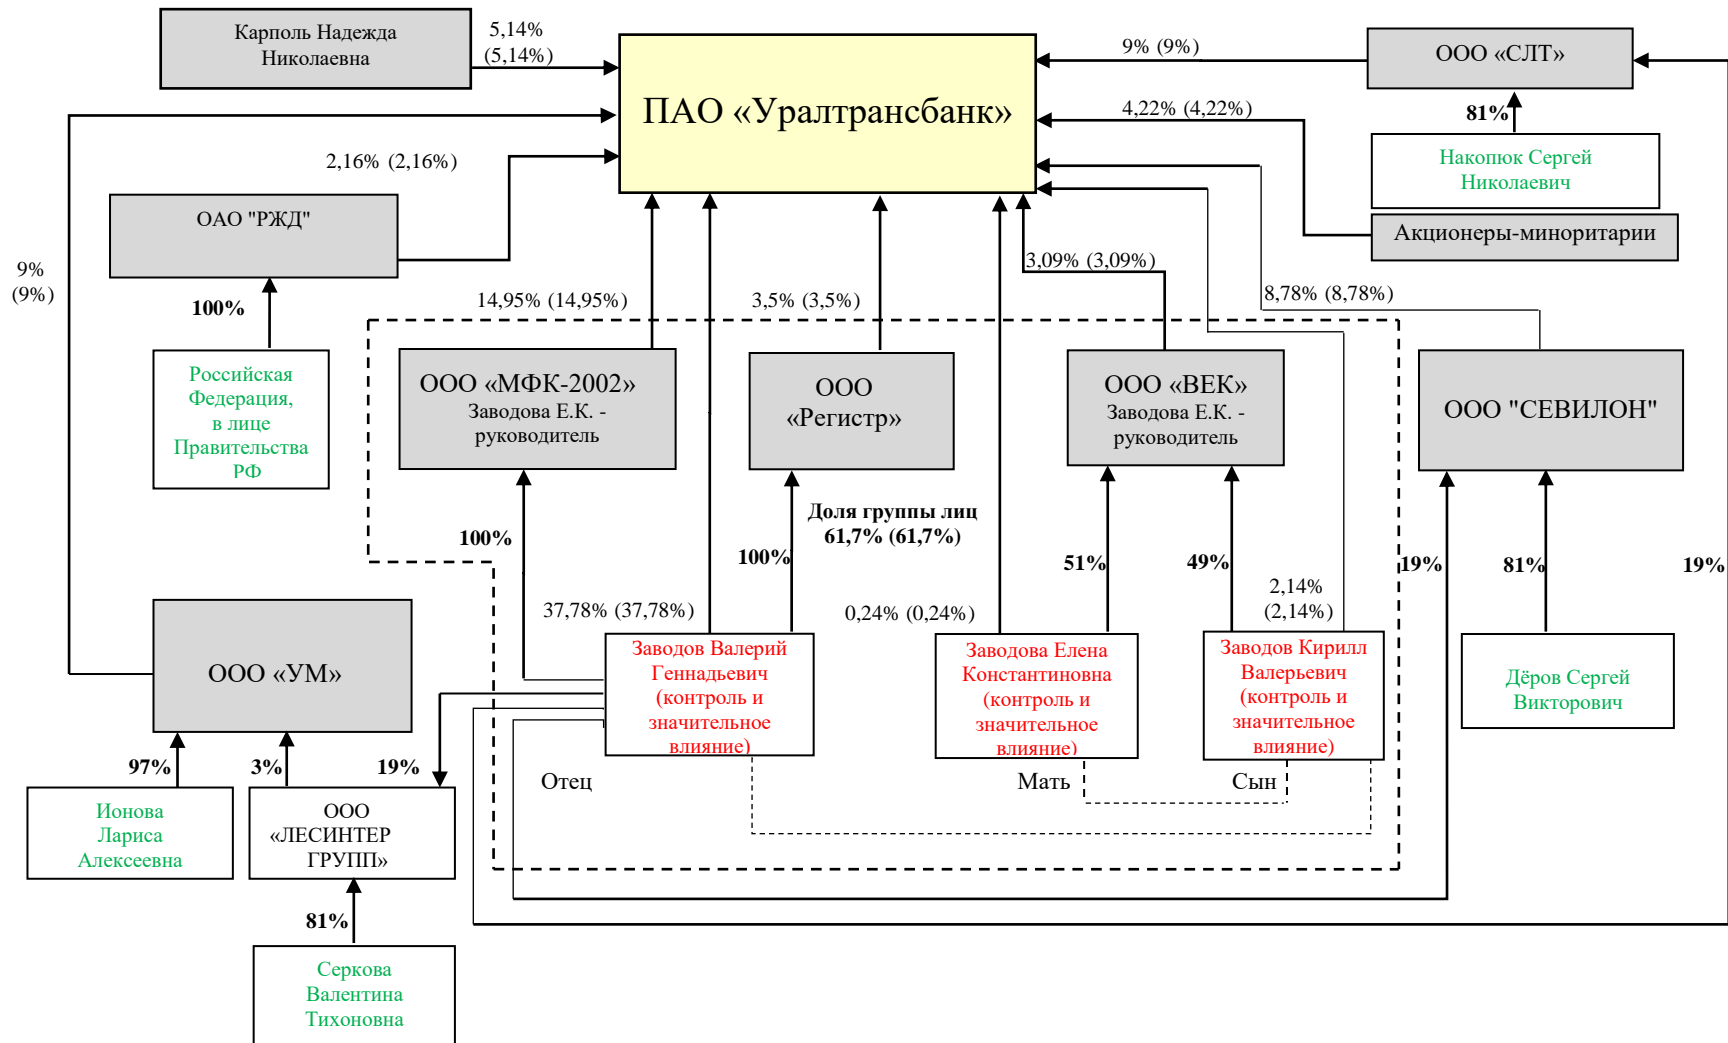 Карполь Надежда
Николаевна
5,14%
(5,14%)
ПАО «Уралтрансбанк»
9% (9%)
ООО «СЛТ»
4,22% (4,22%)
81%
Накопюк Сергей
Николаевич
Акционеры-миноритарии
2,16% (2,16%)
ОАО "РЖД"
9%
(9%)
100%
14,95% (14,95%)
3,5% (3,5%)
3,09% (3,09%)
8,78% (8,78%)
Российская
Федерация,
в лице
Правительства
РФ
ООО «МФК-2002»
Заводова Е.К. -
руководитель
ООО
«Регистр»
ООО «ВЕК»
Заводова Е.К. -
руководитель
ООО "СЕВИЛОН"
Доля группы лиц
61,7% (61,7%)
100%
100%
51%
49%
19%
81%
19%
37,78% (37,78%)
0,24% (0,24%)
2,14%
(2,14%)
ООО «УМ»
Заводов Валерий
Геннадьевич
(контроль и
значительное
влияние)
Заводова Елена
Константиновна
(контроль и
значительное
влияние)
Заводов Кирилл
Валерьевич
(контроль и
значительное
влияние)
Дёров Сергей
Викторович
97%
3%
19%
Отец
Мать
Сын
Ионова
Лариса
Алексеевна
ООО
«ЛЕСИНТЕР
ГРУПП»
81%
Серкова
Валентина
Тихоновна